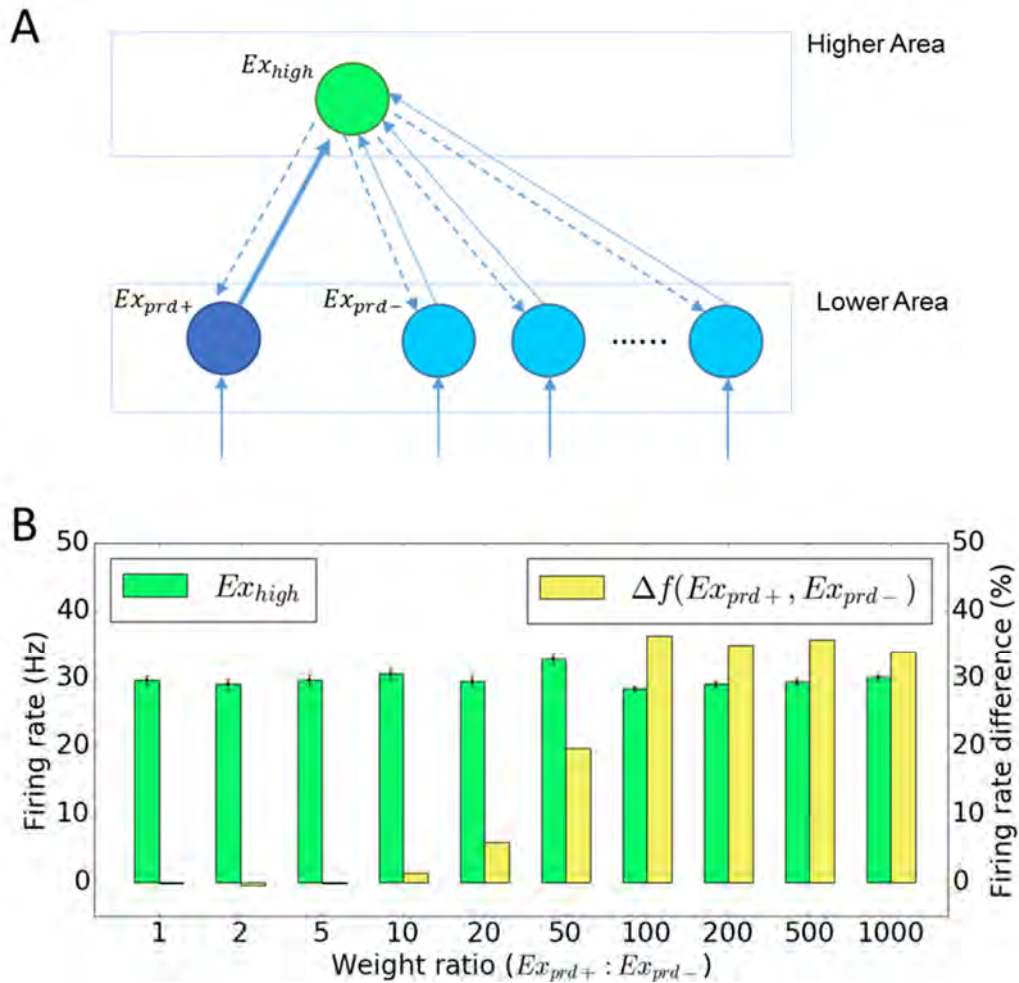 A
Higher Area
Ex_high
Ex_prd+
Ex_prd−
Lower Area
......
B
50
40
30
20
10
0
Firing rate (Hz)
Ex_high
Δf(Ex_prd+, Ex_prd−)
50
40
30
20
10
0
Firing rate difference (%)
1 2 5 10 20 50 100 200 500 1000
Weight ratio (Ex_prd+ : Ex_prd−)